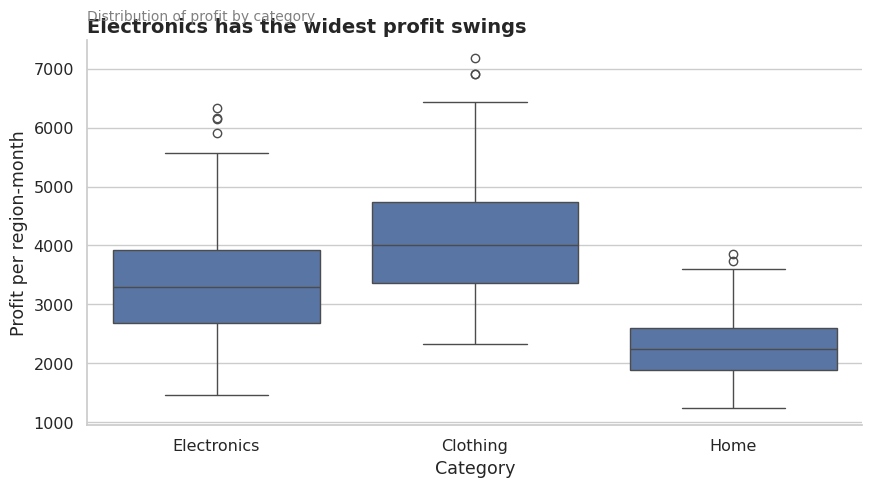 Distribution of profit by category
Electronics has the widest profit swings
Profit per region-month
7000
6000
5000
4000
3000
2000
1000
Electronics Clothing Home
Category